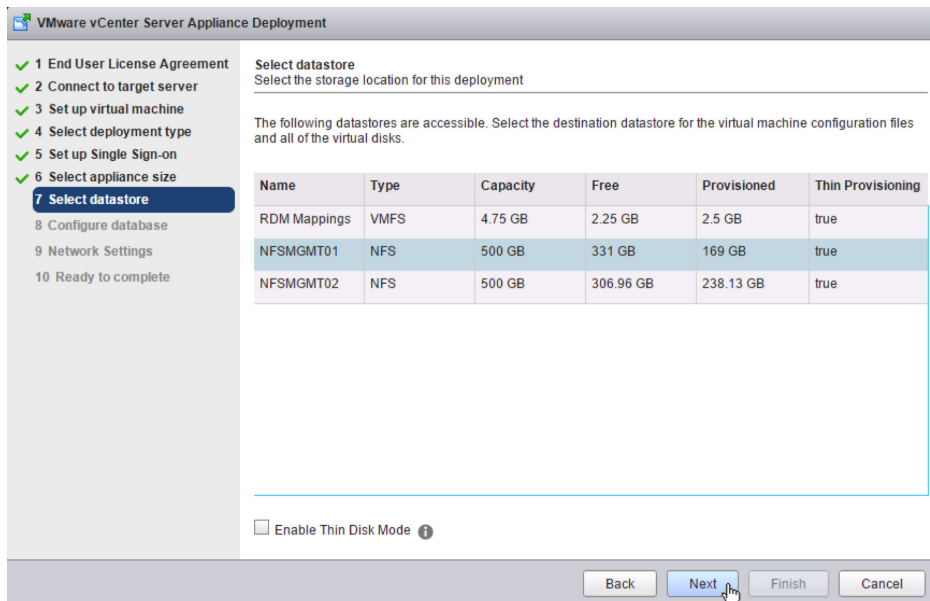 VMware vCenter Server Appliance Deployment
1 End User License Agreement
2 Connect to target server
3 Set up virtual machine
4 Select deployment type
5 Set up Single Sign-on
6 Select appliance size
7 Select datastore
8 Configure database
9 Network Settings
10 Ready to complete
Select datastore
Select the storage location for this deployment
The following datastores are accessible. Select the destination datastore for the virtual machine configuration files
and all of the virtual disks.
Name Type Capacity Free Provisioned Thin Provisioning
RDM Mappings VMFS 4.75 GB 2.25 GB 2.5 GB true
NFSMGMT01 NFS 500 GB 331 GB 169 GB true
NFSMGMT02 NFS 500 GB 306.96 GB 238.13 GB true
Enable Thin Disk Mode
Back Next Finish Cancel